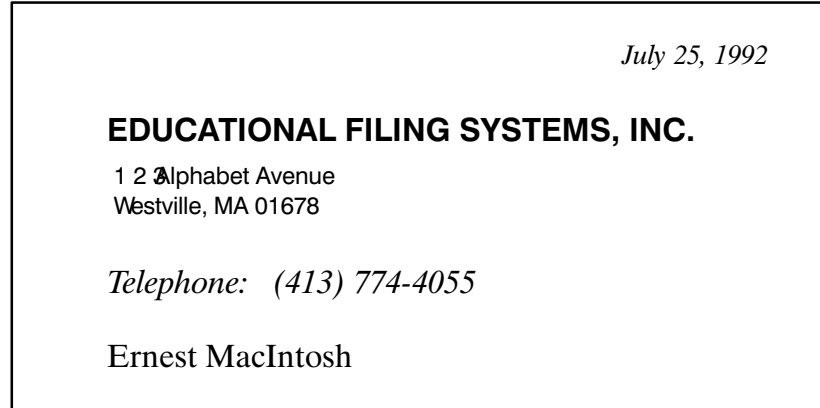 July 25, 1992
EDUCATIONAL FILING SYSTEMS, INC.
1 2 3Alphabet Avenue
Westville, MA 01678
Telephone: (413) 774-4055
Ernest MacIntosh